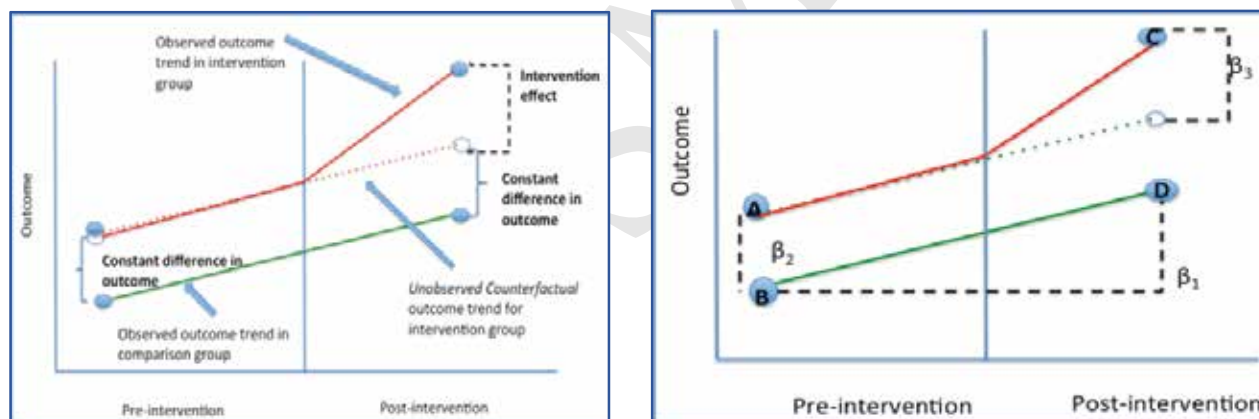 Observed outcome
trend in intervention
group
Intervention
effect
Constant
difference in
outcome
Outcome
Constant difference in
outcome
Unobserved Counterfactual
outcome trend for
intervention group
Observed outcome trend in
comparison group
Pre-intervention
Post-intervention
C
β3
Outcome
A
D
β2
B
β1
Pre-intervention
Post-intervention